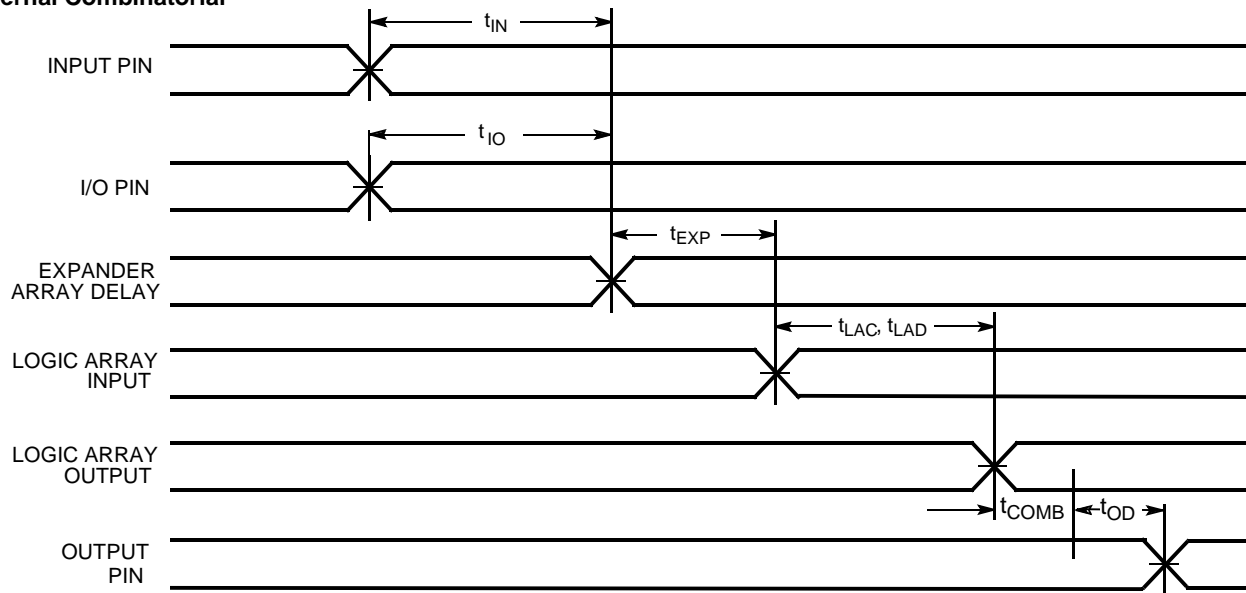 ernal Combinatorial
tIN
INPUT PIN
tIO
I/O PIN
tEXP
EXPANDER
ARRAY DELAY
tLAC, tLAD
LOGIC ARRAY
INPUT
LOGIC ARRAY
OUTPUT
tCOMB tOD
OUTPUT
PIN